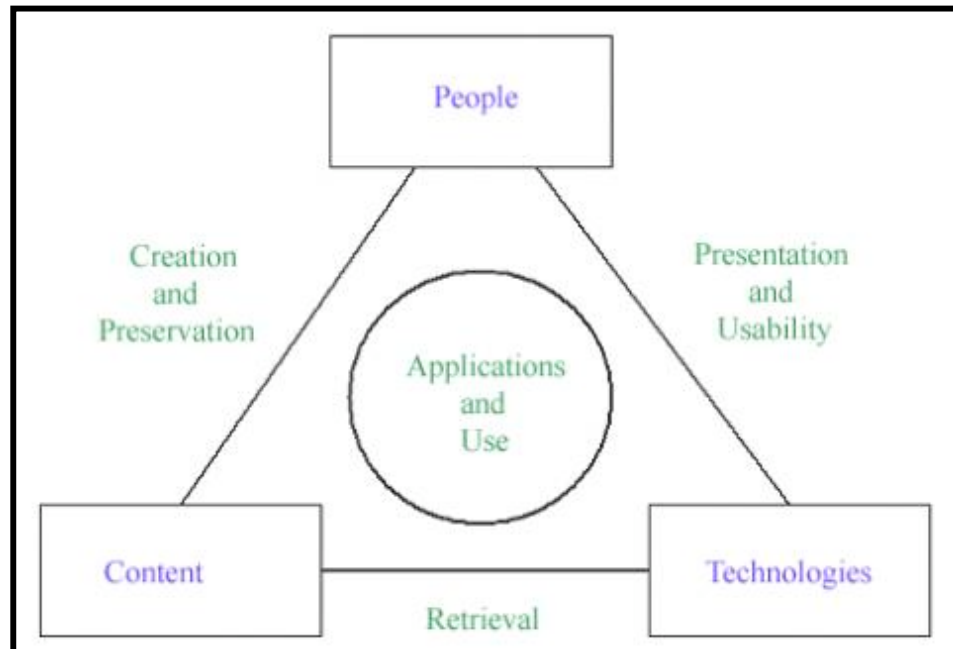 People
Creation
and
Preservation
Presentation
and
Usability
Applications
and
Use
Content
Technologies
Retrieval